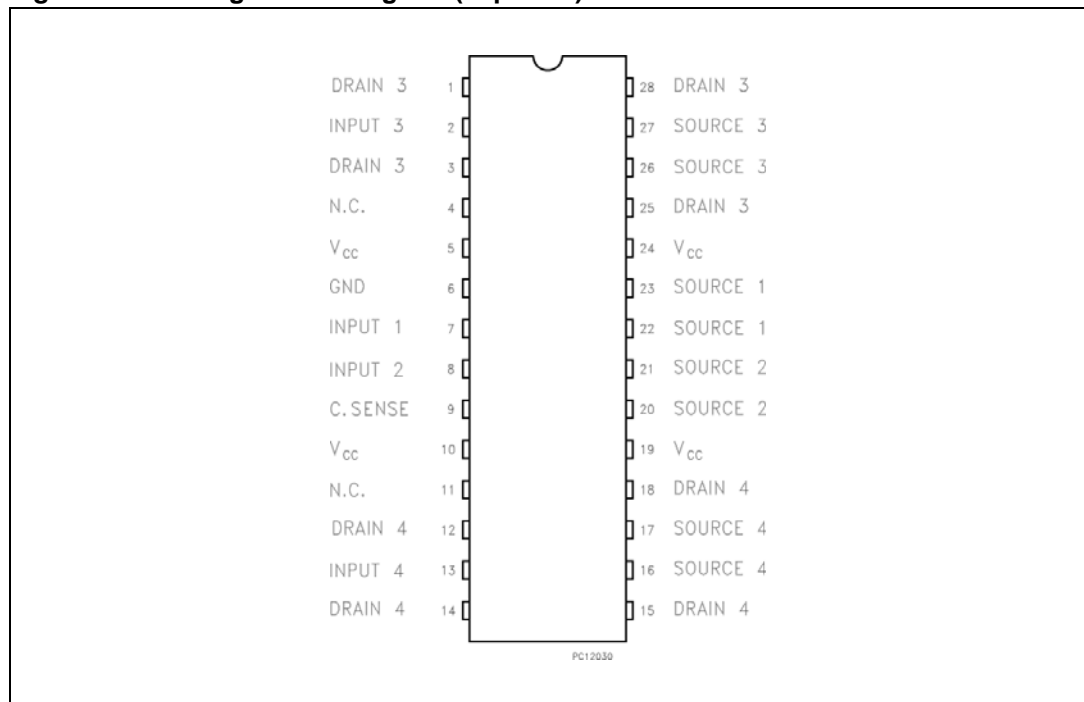 DRAIN 3 1 28 DRAIN 3
INPUT 3 2 27 SOURCE 3
DRAIN 3 3 26 SOURCE 3
N.C. 4 25 DRAIN 3
VCC 5 24 VCC
GND 6 23 SOURCE 1
INPUT 1 7 22 SOURCE 1
INPUT 2 8 21 SOURCE 2
C.SENSE 9 20 SOURCE 2
VCC 10 19 VCC
N.C. 11 18 DRAIN 4
DRAIN 4 12 17 SOURCE 4
INPUT 4 13 16 SOURCE 4
DRAIN 4 14 15 DRAIN 4
PC12030